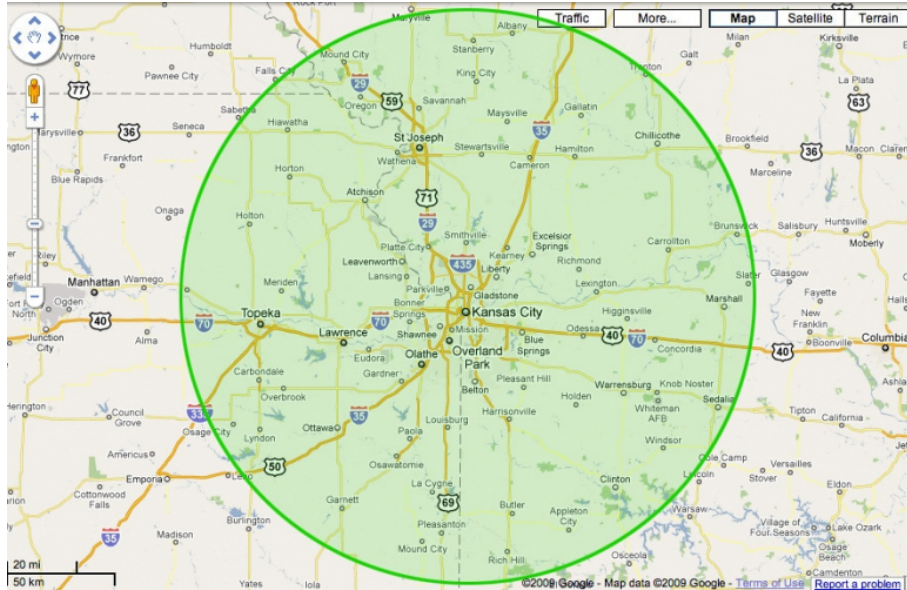 Rock Port
Maryville
Albany
Traffic
More...
Map
Satellite
Terrain
Milan
Kirksville
Wymore
Humboldt
Mound City
Stanberry
Galt
Trenton
Pawnee City
Falls City
29
King City
La Plata
77
Oregon
59
Savannah
Gallatin
63
Sabetha
Maysville
Marysville
36
Seneca
Hiawatha
35
Chillicothe
Brookfield
St Joseph
Stewartsville
Hamilton
36
Macon
Frankfort
Wathena
Cameron
Marceline
Blue Rapids
Horton
Atchison
71
Onaga
Holton
29
Smithville
Excelsior
Springs
Brunswick
Salisbury
Huntsville
Platte City
Kearney
Carrollton
Moberly
Riley
Leavenworth
435
Richmond
Manhattan
Wamego
Meriden
Lansing
Liberty
Slater
Glasgow
Parkville
Gladstone
Lexington
Ogden
Bonner
Springs
Kansas City
Marshall
Fayette
40
70
Topeka
70
Higginsville
New
Franklin
Junction
City
Alma
Lawrence
Shawnee
Mission
Blue
Springs
Odessa
40
70
Concordia
40
Boonville
Columbia
Eudora
Olathe
Overland
Park
Carbondale
Gardner
Pleasant Hill
Warrensburg
Knob Noster
Overbrook
Belton
Holden
Whiteman
AFB
Sedalia
Herington
Council
Grove
335
35
Louisburg
Harrisonville
Tipton
California
Osage City
Lyndon
Ottawa
Paola
Windsor
Americus
50
Osawatomie
Cole Camp
Versailles
Stover
Emporia
Lebo
La Cygne
Clinton
Lincoln
Eldon
Cottonwood
Falls
Garnett
69
Butler
Appleton
City
Warsaw
Burlington
Pleasanton
Village of
Four Seasons
Lake Ozark
35
Madison
Mound City
Rich Hill
Osceola
Osage
Beach
20 mi
50 km
Yates
Iola
Camdenton
©2009 Google - Map data ©2009 Google - Terms of Use
Report a problem